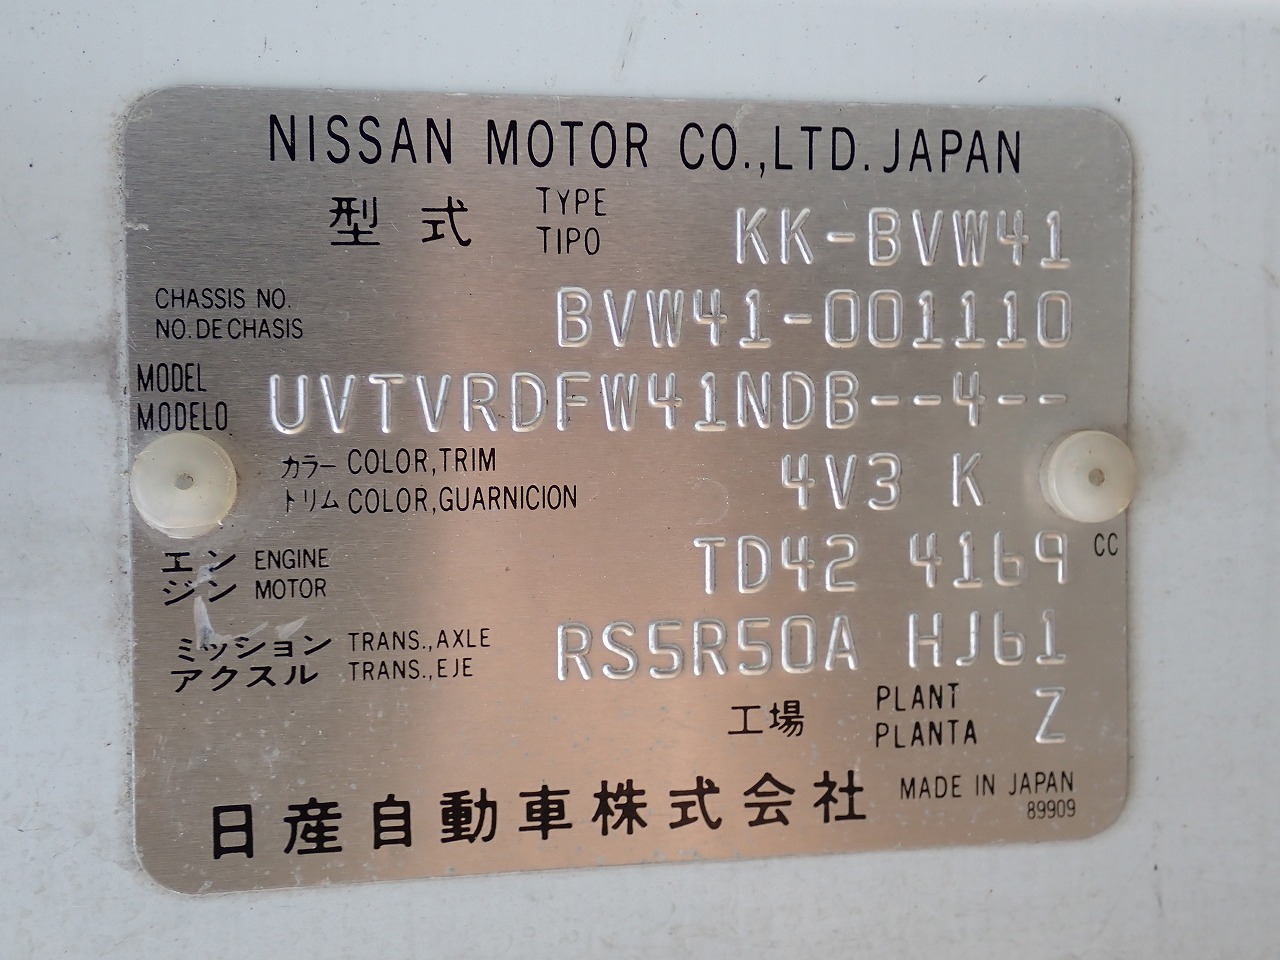 NISSAN MOTOR CO.,LTD. JAPAN
型式 TYPE KK-BVW41
TIPO
CHASSIS NO. BVW41-001110
NO. DE CHASIS
MODEL UVTVRDFW41NDB--4--
MODELO
カラー COLOR,TRIM 4V3 K
トリム COLOR,GUARNICION
エン ENGINE TD42 4169 CC
ジン MOTOR
ミッション TRANS.,AXLE RS5R50A HJ61
アクスル TRANS.,EJE
工場 PLANT Z
PLANTA
日産自動車株式会社 MADE IN JAPAN
89909